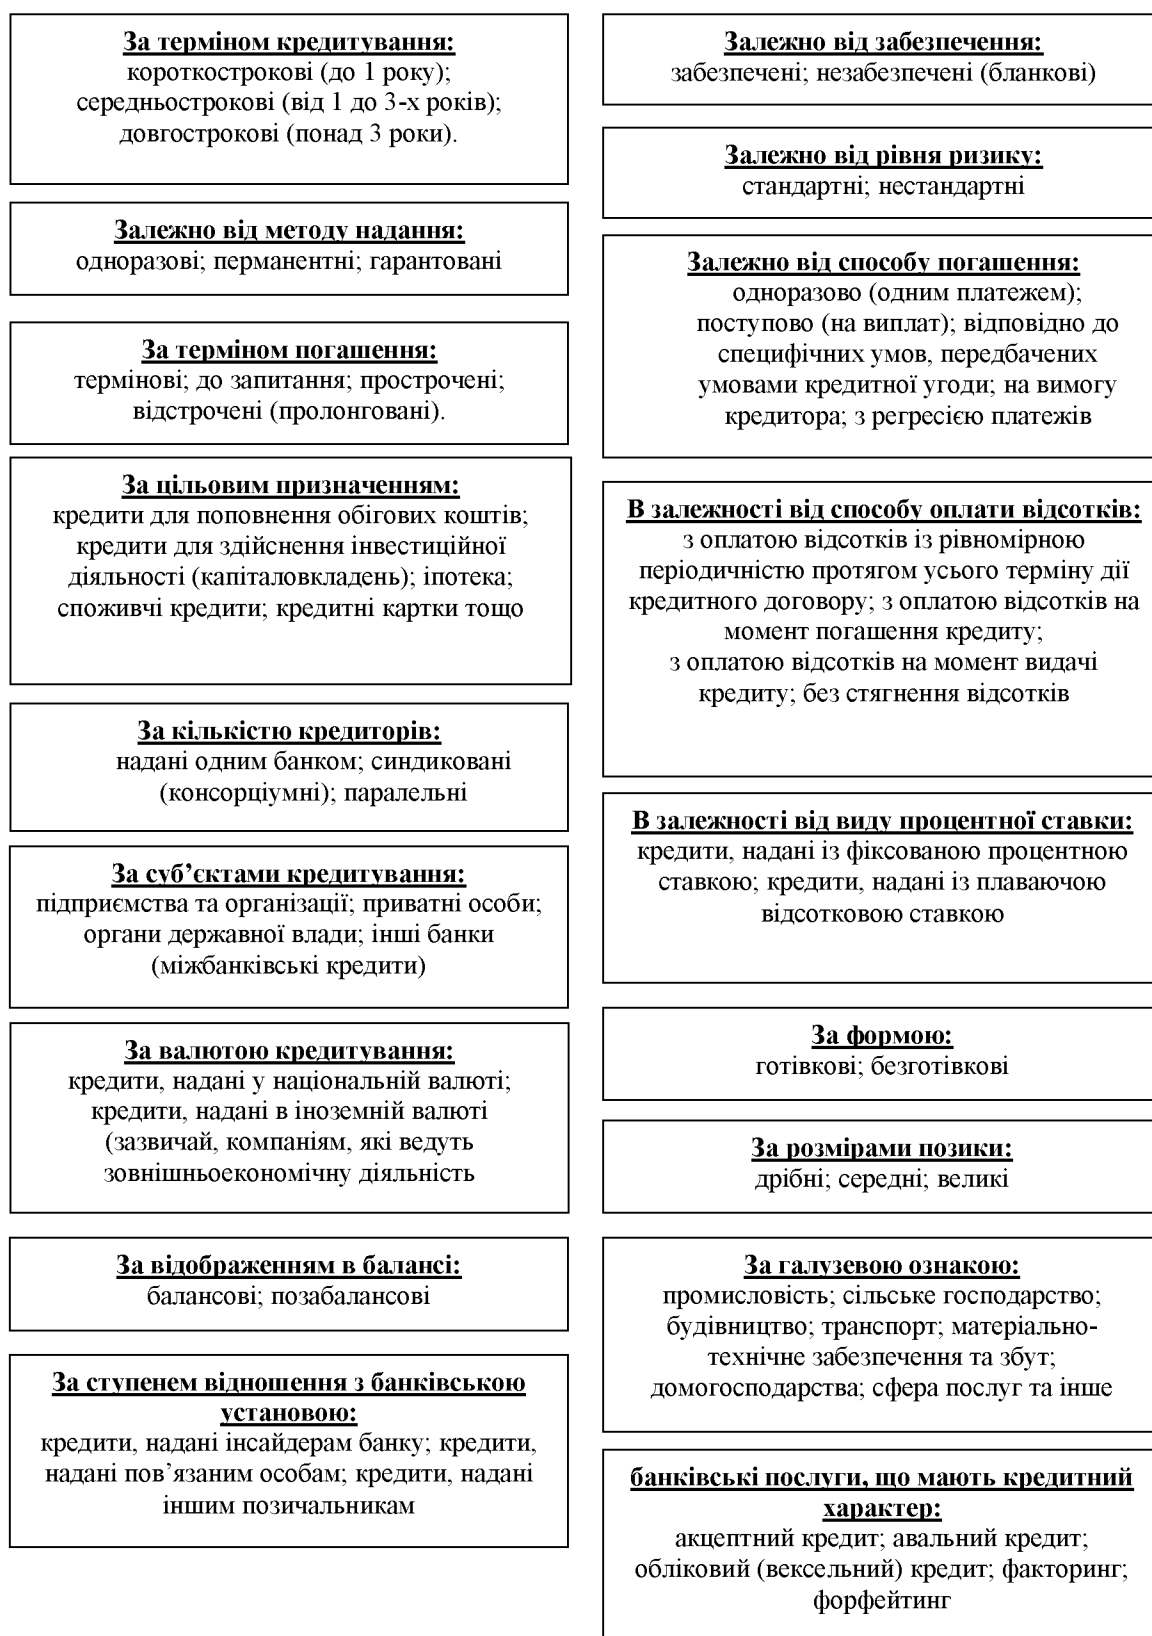 За терміном кредитування:
короткострокові (до 1 року);
середньострокові (від 1 до 3-х років);
довгострокові (понад 3 роки).
Залежно від методу надання:
одноразові; перманентні; гарантовані
За терміном погашення:
термінові; до запитання; прострочені;
відстрочені (пролонговані).
За цільовим призначенням:
кредити для поповнення обігових коштів;
кредити для здійснення інвестиційної
діяльності (капіталовкладень); іпотека;
споживчі кредити; кредитні картки тощо
За кількістю кредиторів:
надані одним банком; синдиковані
(консорціумні); паралельні
За суб’єктами кредитування:
підприємства та організації; приватні особи;
органи державної влади; інші банки
(міжбанківські кредити)
За валютою кредитування:
кредити, надані у національній валюті;
кредити, надані в іноземній валюті
(зазвичай, компаніям, які ведуть
зовнішньоекономічну діяльність
За відображенням в балансі:
балансові; позабалансові
За ступенем відношення з банківською
установою:
кредити, надані інсайдерам банку; кредити,
надані пов’язаним особам; кредити, надані
іншим позичальникам
Залежно від забезпечення:
забезпечені; незабезпечені (бланкові)
Залежно від рівня ризику:
стандартні; нестандартні
Залежно від способу погашення:
одноразово (одним платежем);
поступово (на виплат); відповідно до
специфічних умов, передбачених
умовами кредитної угоди; на вимогу
кредитора; з регресією платежів
В залежності від способу оплати відсотків:
з оплатою відсотків із рівномірною
періодичністю протягом усього терміну дії
кредитного договору; з оплатою відсотків на
момент погашення кредиту;
з оплатою відсотків на момент видачі
кредиту; без стягнення відсотків
В залежності від виду процентної ставки:
кредити, надані із фіксованою процентною
ставкою; кредити, надані із плаваючою
відсотковою ставкою
За формою:
готівкові; безготівкові
За розмірами позики:
дрібні; середні; великі
За галузевою ознакою:
промисловість; сільське господарство;
будівництво; транспорт; матеріально-
технічне забезпечення та збут;
домогосподарства; сфера послуг та інше
банківські послуги, що мають кредитний
характер:
акцептний кредит; авальний кредит;
обліковий (вексельний) кредит; факторинг;
форфейтинг